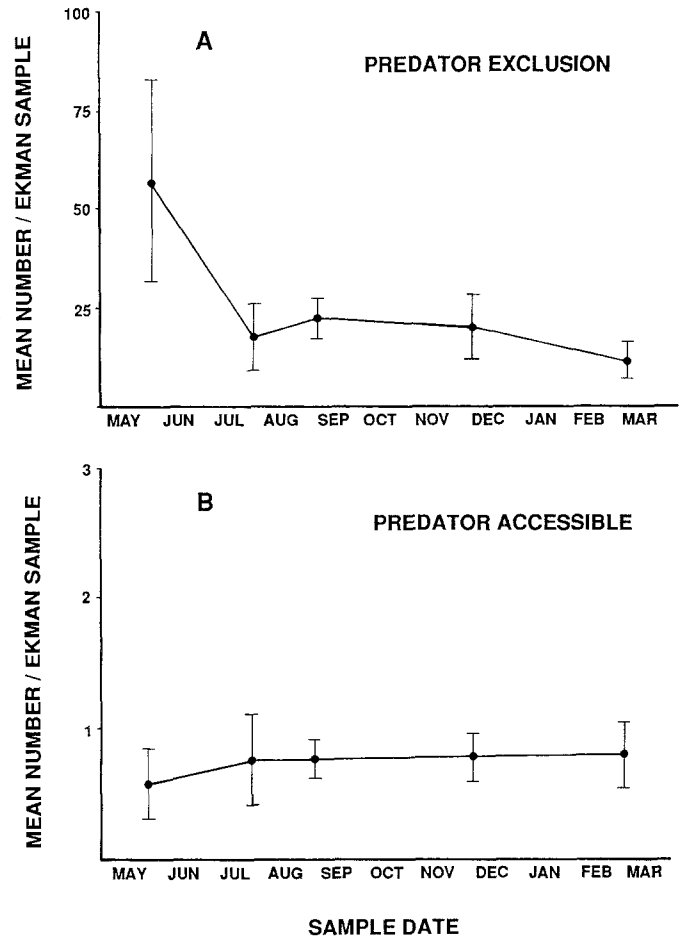 100
75
50
25
MEAN NUMBER / EKMAN SAMPLE
A
PREDATOR EXCLUSION
MAY JUN JUL AUG SEP OCT NOV DEC JAN FEB MAR
3
2
1
MEAN NUMBER / EKMAN SAMPLE
B
PREDATOR ACCESSIBLE
MAY JUN JUL AUG SEP OCT NOV DEC JAN FEB MAR
SAMPLE DATE